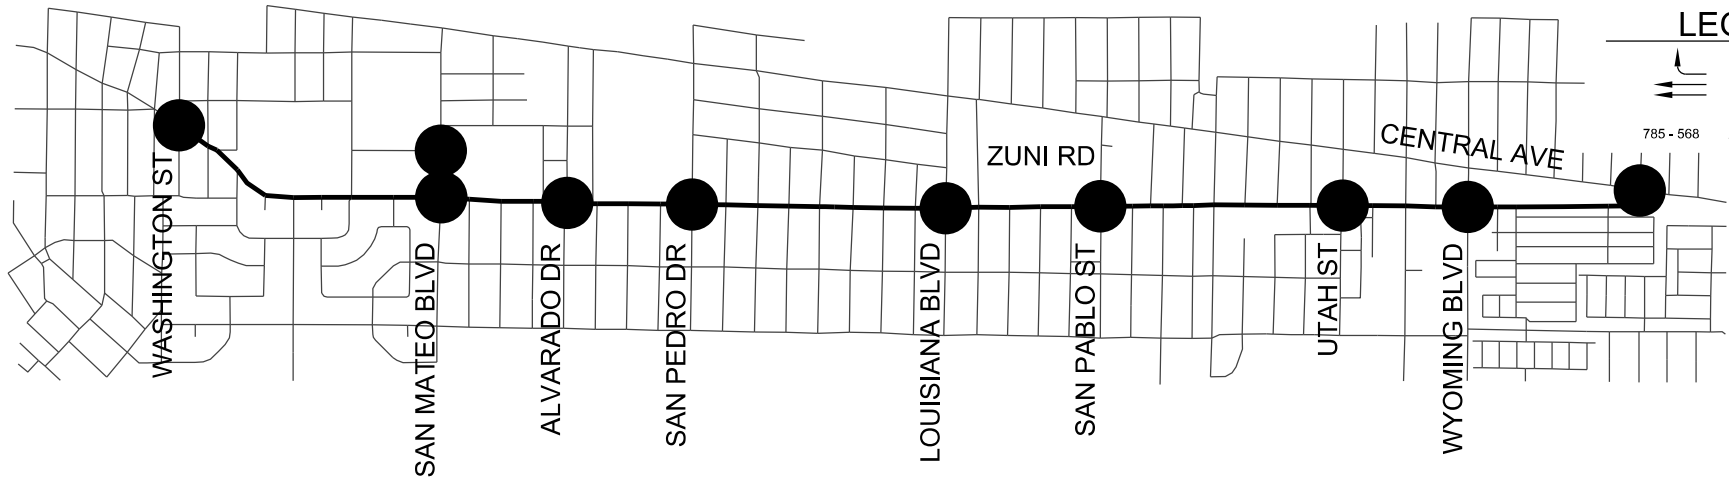 LEG
785 - 568
CENTRAL AVE
ZUNI RD
WASHINGTON ST
SAN MATEO BLVD
ALVARADO DR
SAN PEDRO DR
LOUISIANA BLVD
SAN PABLO ST
UTAH ST
WYOMING BLVD